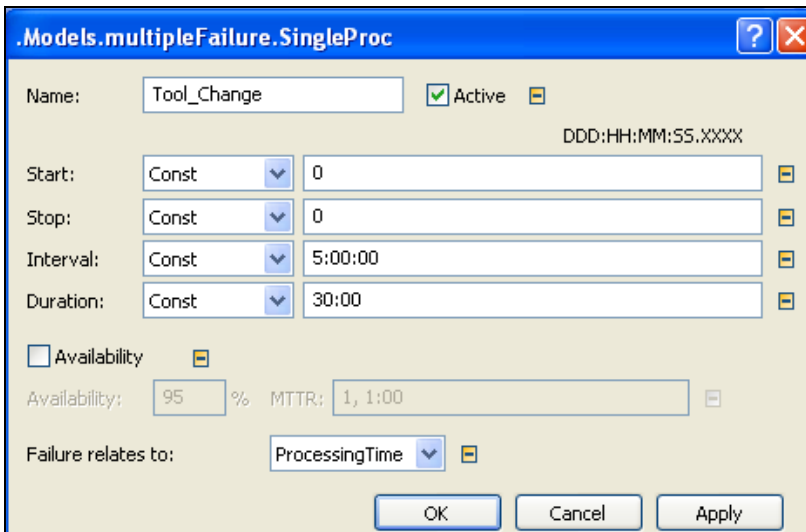 .Models.multipleFailure.SingleProc ?
Name: Tool_Change Active
DDD:HH:MM:SS.XXXX
Start: Const 0
Stop: Const 0
Interval: Const 5:00:00
Duration: Const 30:00
Availability
Availability: 95 % MTTR: 1, 1:00
Failure relates to: ProcessingTime
OK Cancel Apply